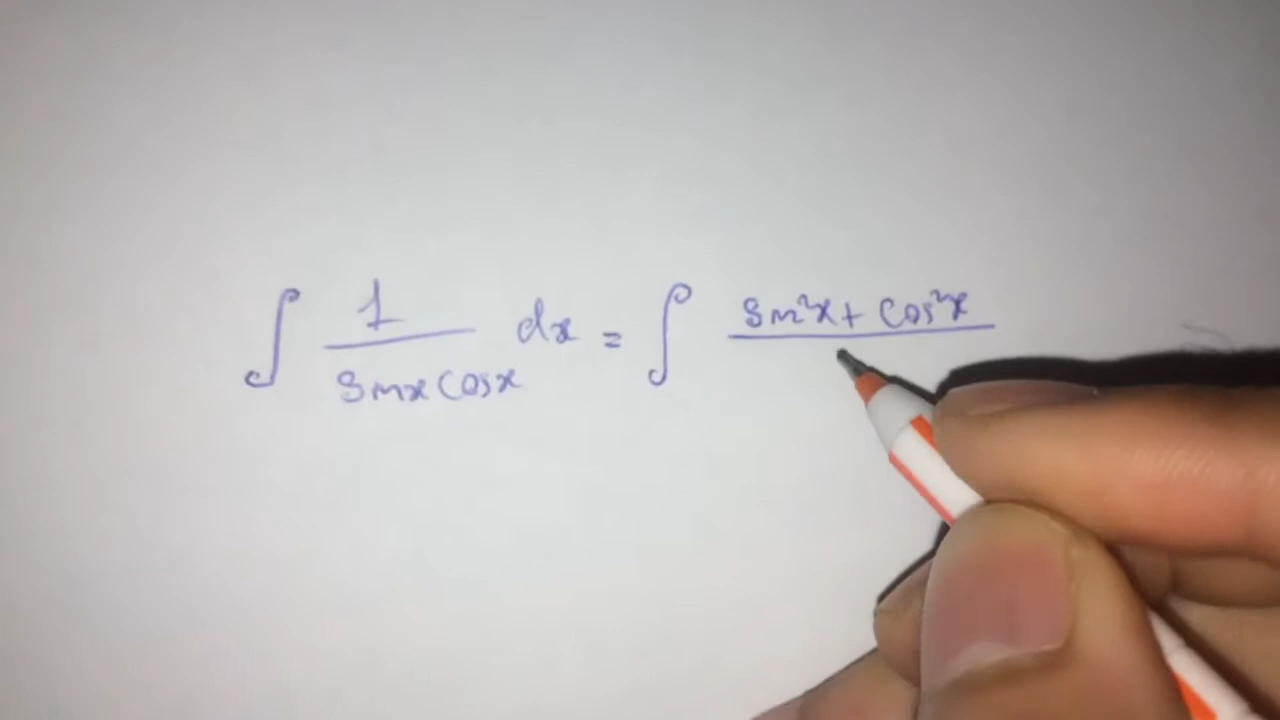 ∫ 1/(sinx cosx) dx = ∫ (sin²x + cos²x)/